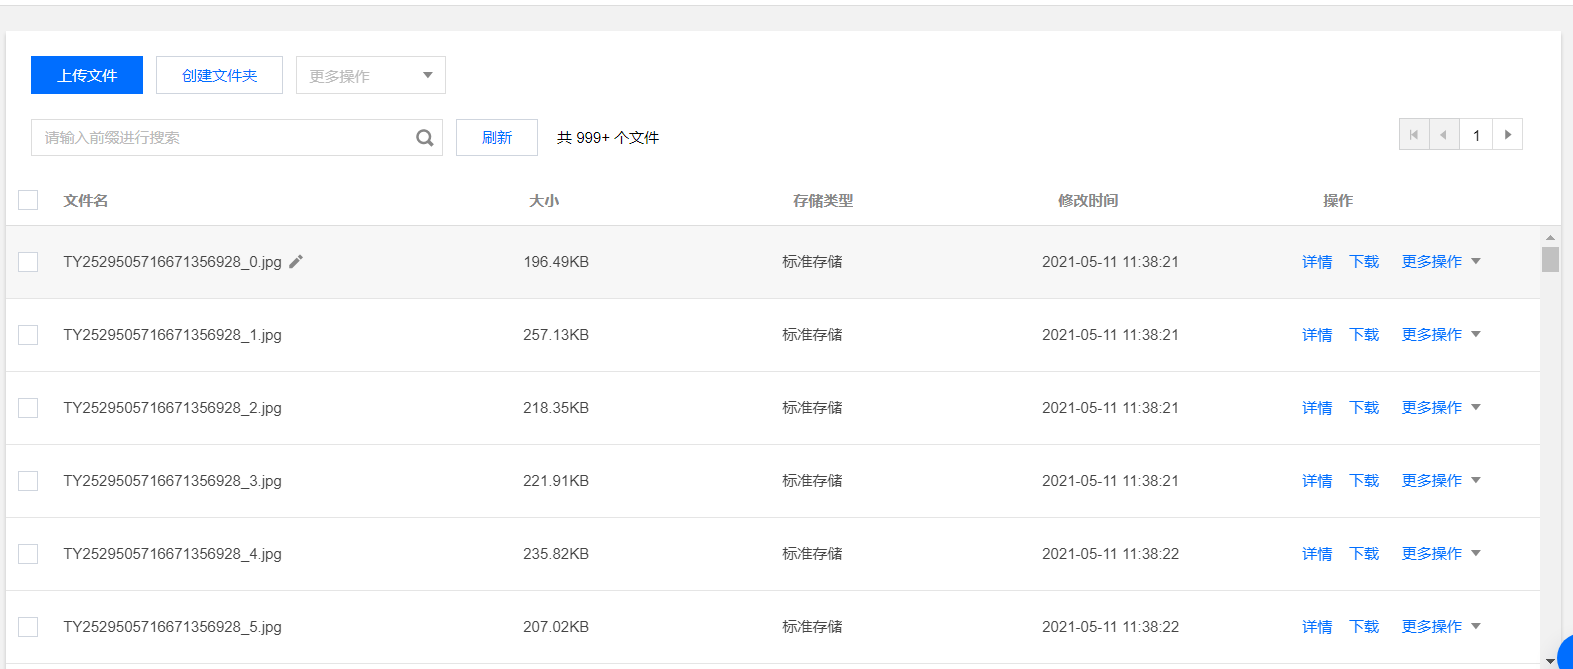 上传文件 创建文件夹 更多操作
请输入前缀进行搜索 刷新 共 999+ 个文件 1
文件名 大小 存储类型 修改时间 操作
TY2529505716671356928_0.jpg 196.49KB 标准存储 2021-05-11 11:38:21 详情 下载 更多操作
TY2529505716671356928_1.jpg 257.13KB 标准存储 2021-05-11 11:38:21 详情 下载 更多操作
TY2529505716671356928_2.jpg 218.35KB 标准存储 2021-05-11 11:38:21 详情 下载 更多操作
TY2529505716671356928_3.jpg 221.91KB 标准存储 2021-05-11 11:38:21 详情 下载 更多操作
TY2529505716671356928_4.jpg 235.82KB 标准存储 2021-05-11 11:38:22 详情 下载 更多操作
TY2529505716671356928_5.jpg 207.02KB 标准存储 2021-05-11 11:38:22 详情 下载 更多操作